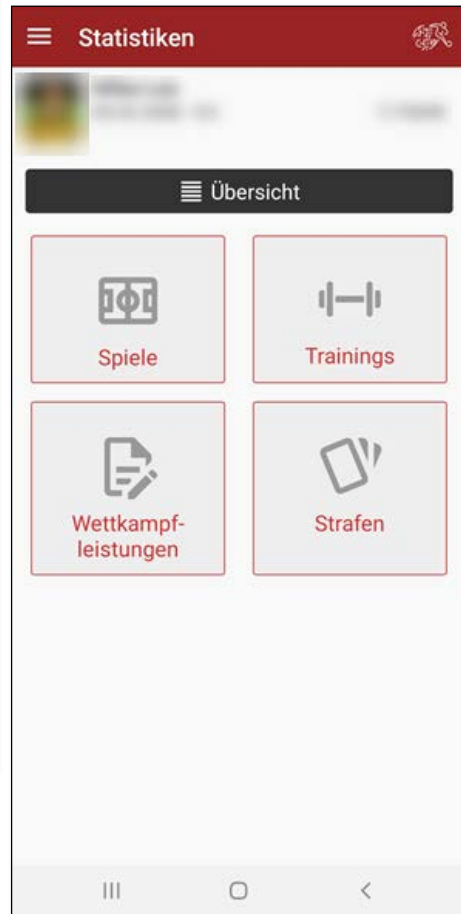 Statistiken
Übersicht
Spiele
Trainings
Wettkampf-
leistungen
Strafen